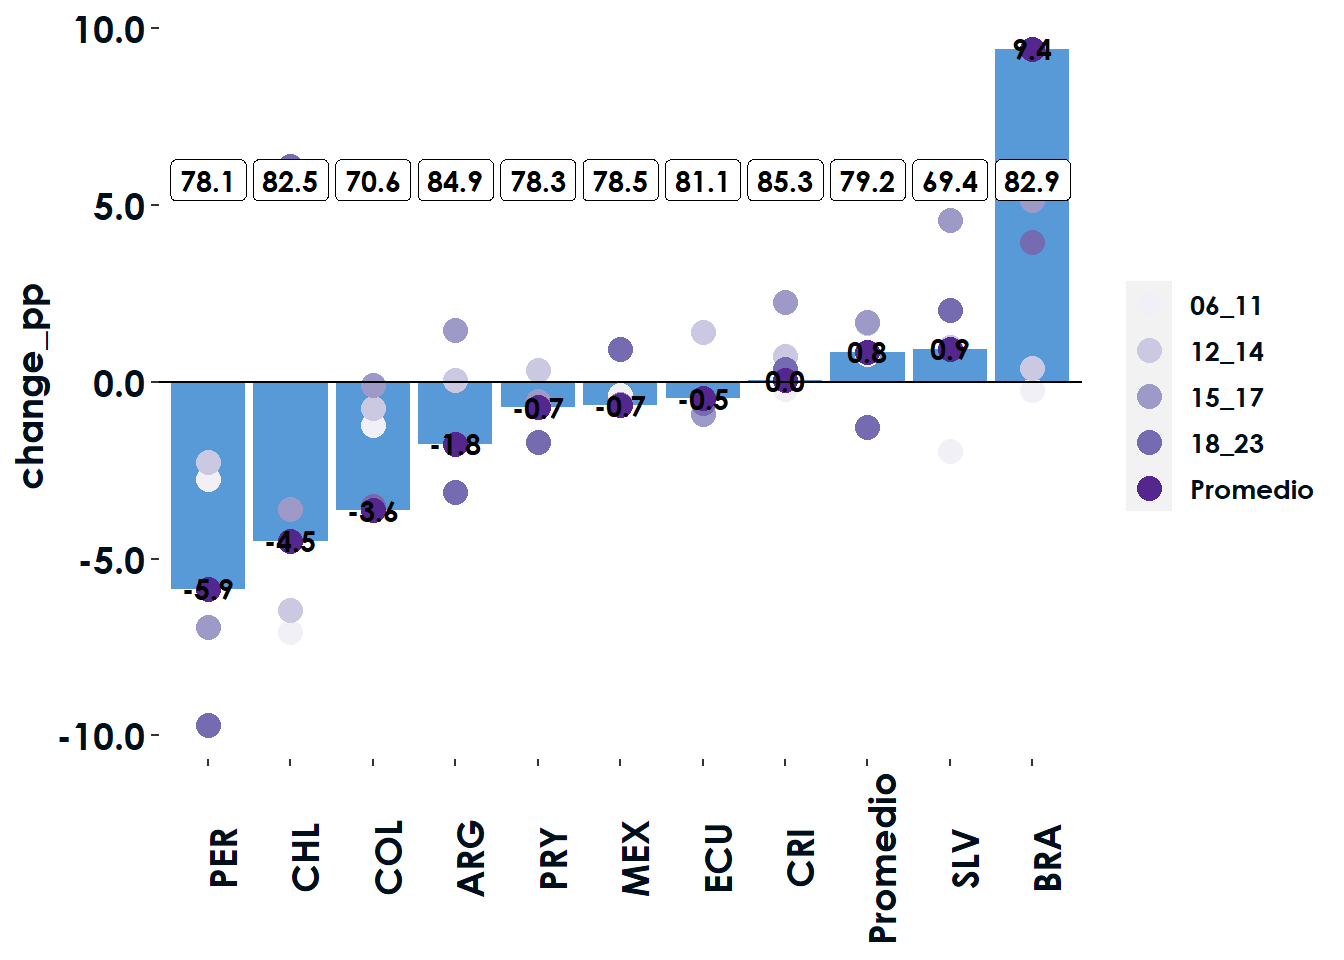 10.0
5.0
0.0
-5.0
-10.0
change_pp
78.1 82.5 70.6 84.9 78.3 78.5 81.1 85.3 79.2 69.4 82.9
-5.9 -4.5 -3.6 -1.8 -0.7 -0.7 -0.5 0.0 0.8 0.9 9.4
PER CHL COL ARG PRY MEX ECU CRI Promedio SLV BRA
06_11
12_14
15_17
18_23
Promedio